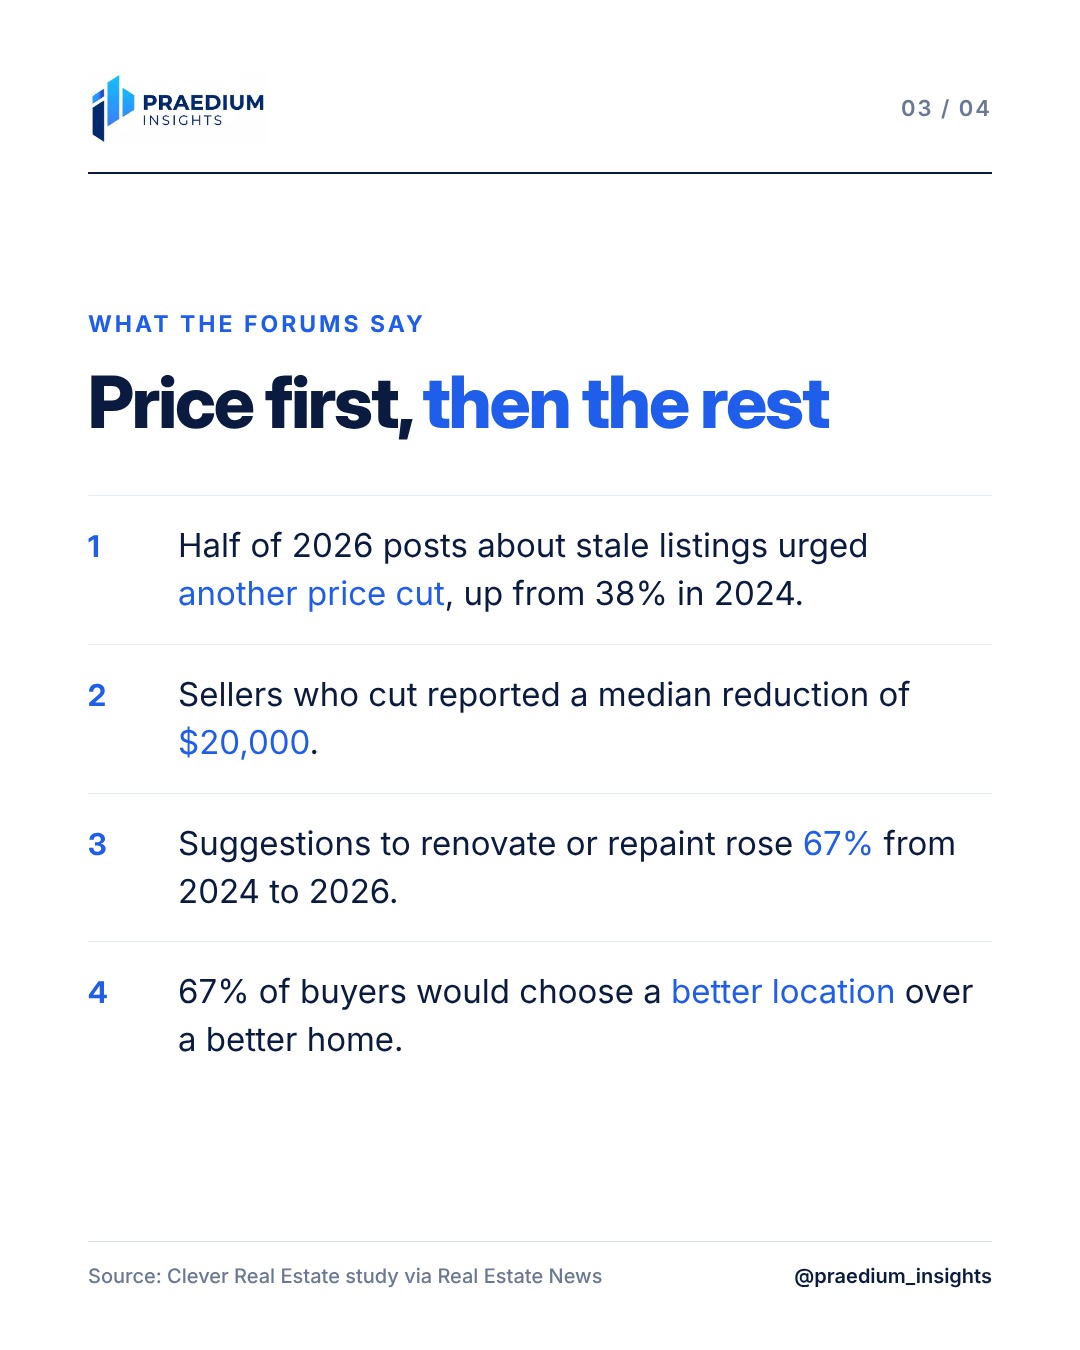 PRAEDIUM
INSIGHTS
03 / 04
WHAT THE FORUMS SAY
Price first, then the rest
1 Half of 2026 posts about stale listings urged
another price cut, up from 38% in 2024.
2 Sellers who cut reported a median reduction of
$20,000.
3 Suggestions to renovate or repaint rose 67% from
2024 to 2026.
4 67% of buyers would choose a better location over
a better home.
Source: Clever Real Estate study via Real Estate News
@praedium_insights